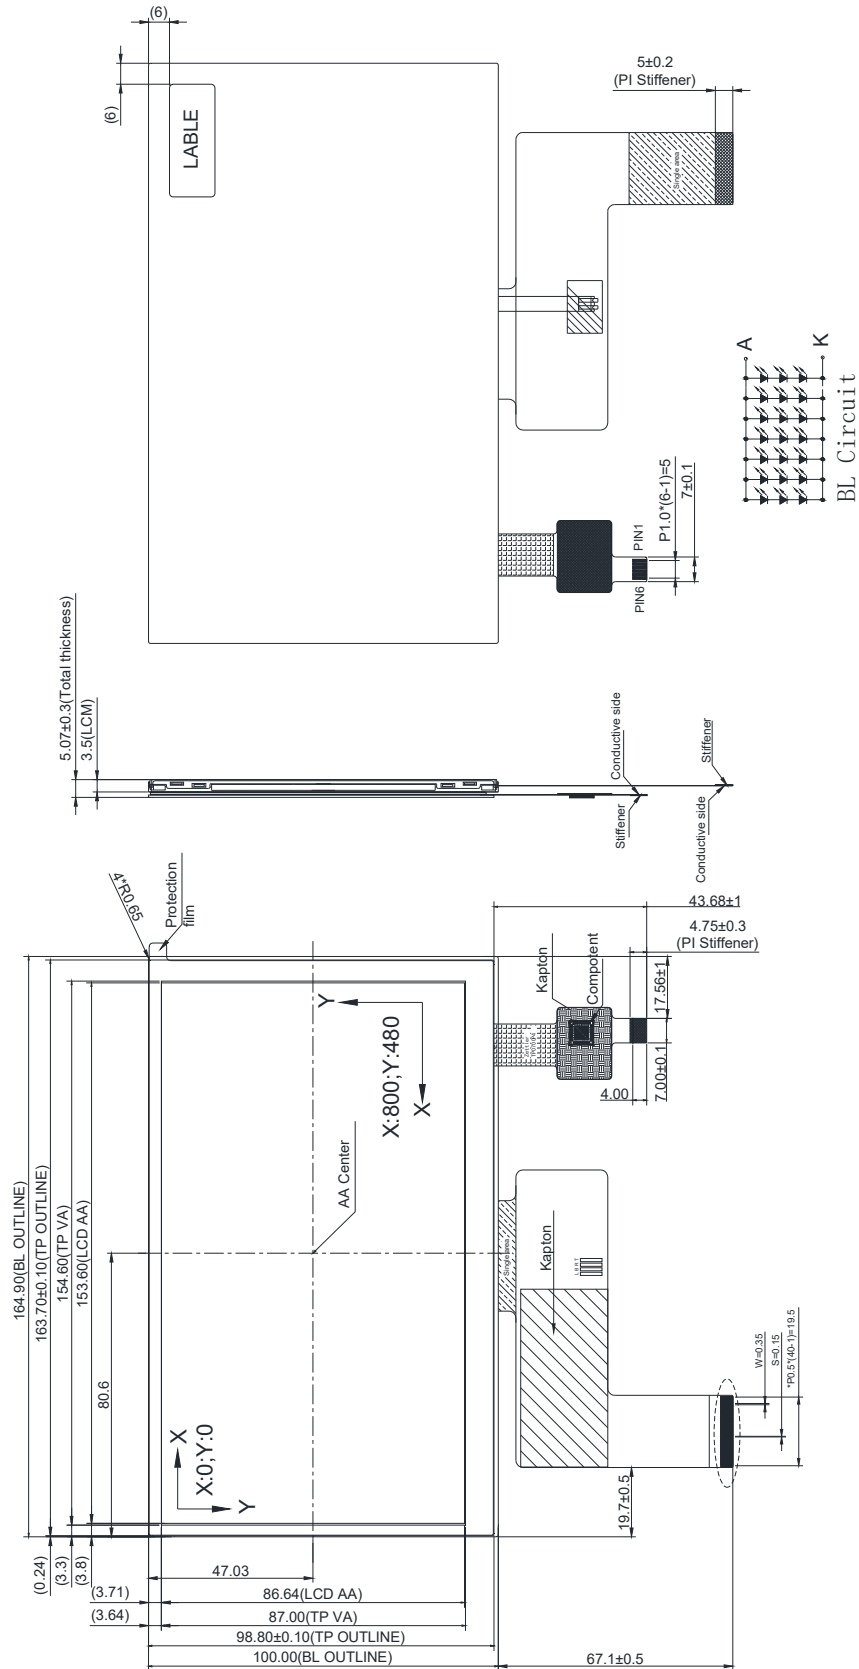 (6)
(6)
LABLE
5±0.2
(PI Stiffener)
Single area
A
K
BL Circuit
P1.0*(6-1)=5
7±0.1
PIN1
PIN6
5.07±0.3(Total thickness)
3.5(LCM)
Conductive side
Stiffener
Stiffener
Conductive side
4*R0.65
Protection
film
43.68±1
4.75±0.3
(PI Stiffener)
Kapton
Compotent
17.56±1
7.00±0.1
4.00
Y
X
X:800;Y:480
AA Center
164.90(BL OUTLINE)
163.70±0.10(TP OUTLINE)
154.60(TP VA)
153.60(LCD AA)
80.6
X
X:0;Y:0
Y
Single area
Kapton
W=0.35
S=0.15
*P0.5*(40-1)=19.5
19.7±0.5
(0.24)
(3.3)
(3.8)
(3.71)
(3.64)
47.03
86.64(LCD AA)
87.00(TP VA)
98.80±0.10(TP OUTLINE)
100.00(BL OUTLINE)
67.1±0.5